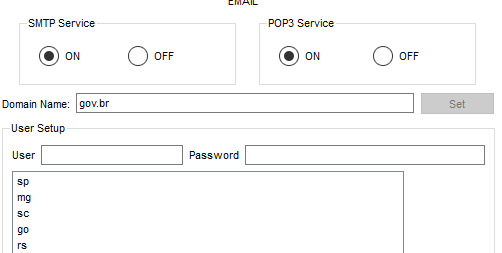 EMAIL
SMTP Service
POP3 Service
ON OFF
ON OFF
Domain Name: gov.br Set
User Setup
User Password
sp
mg
sc
go
rs